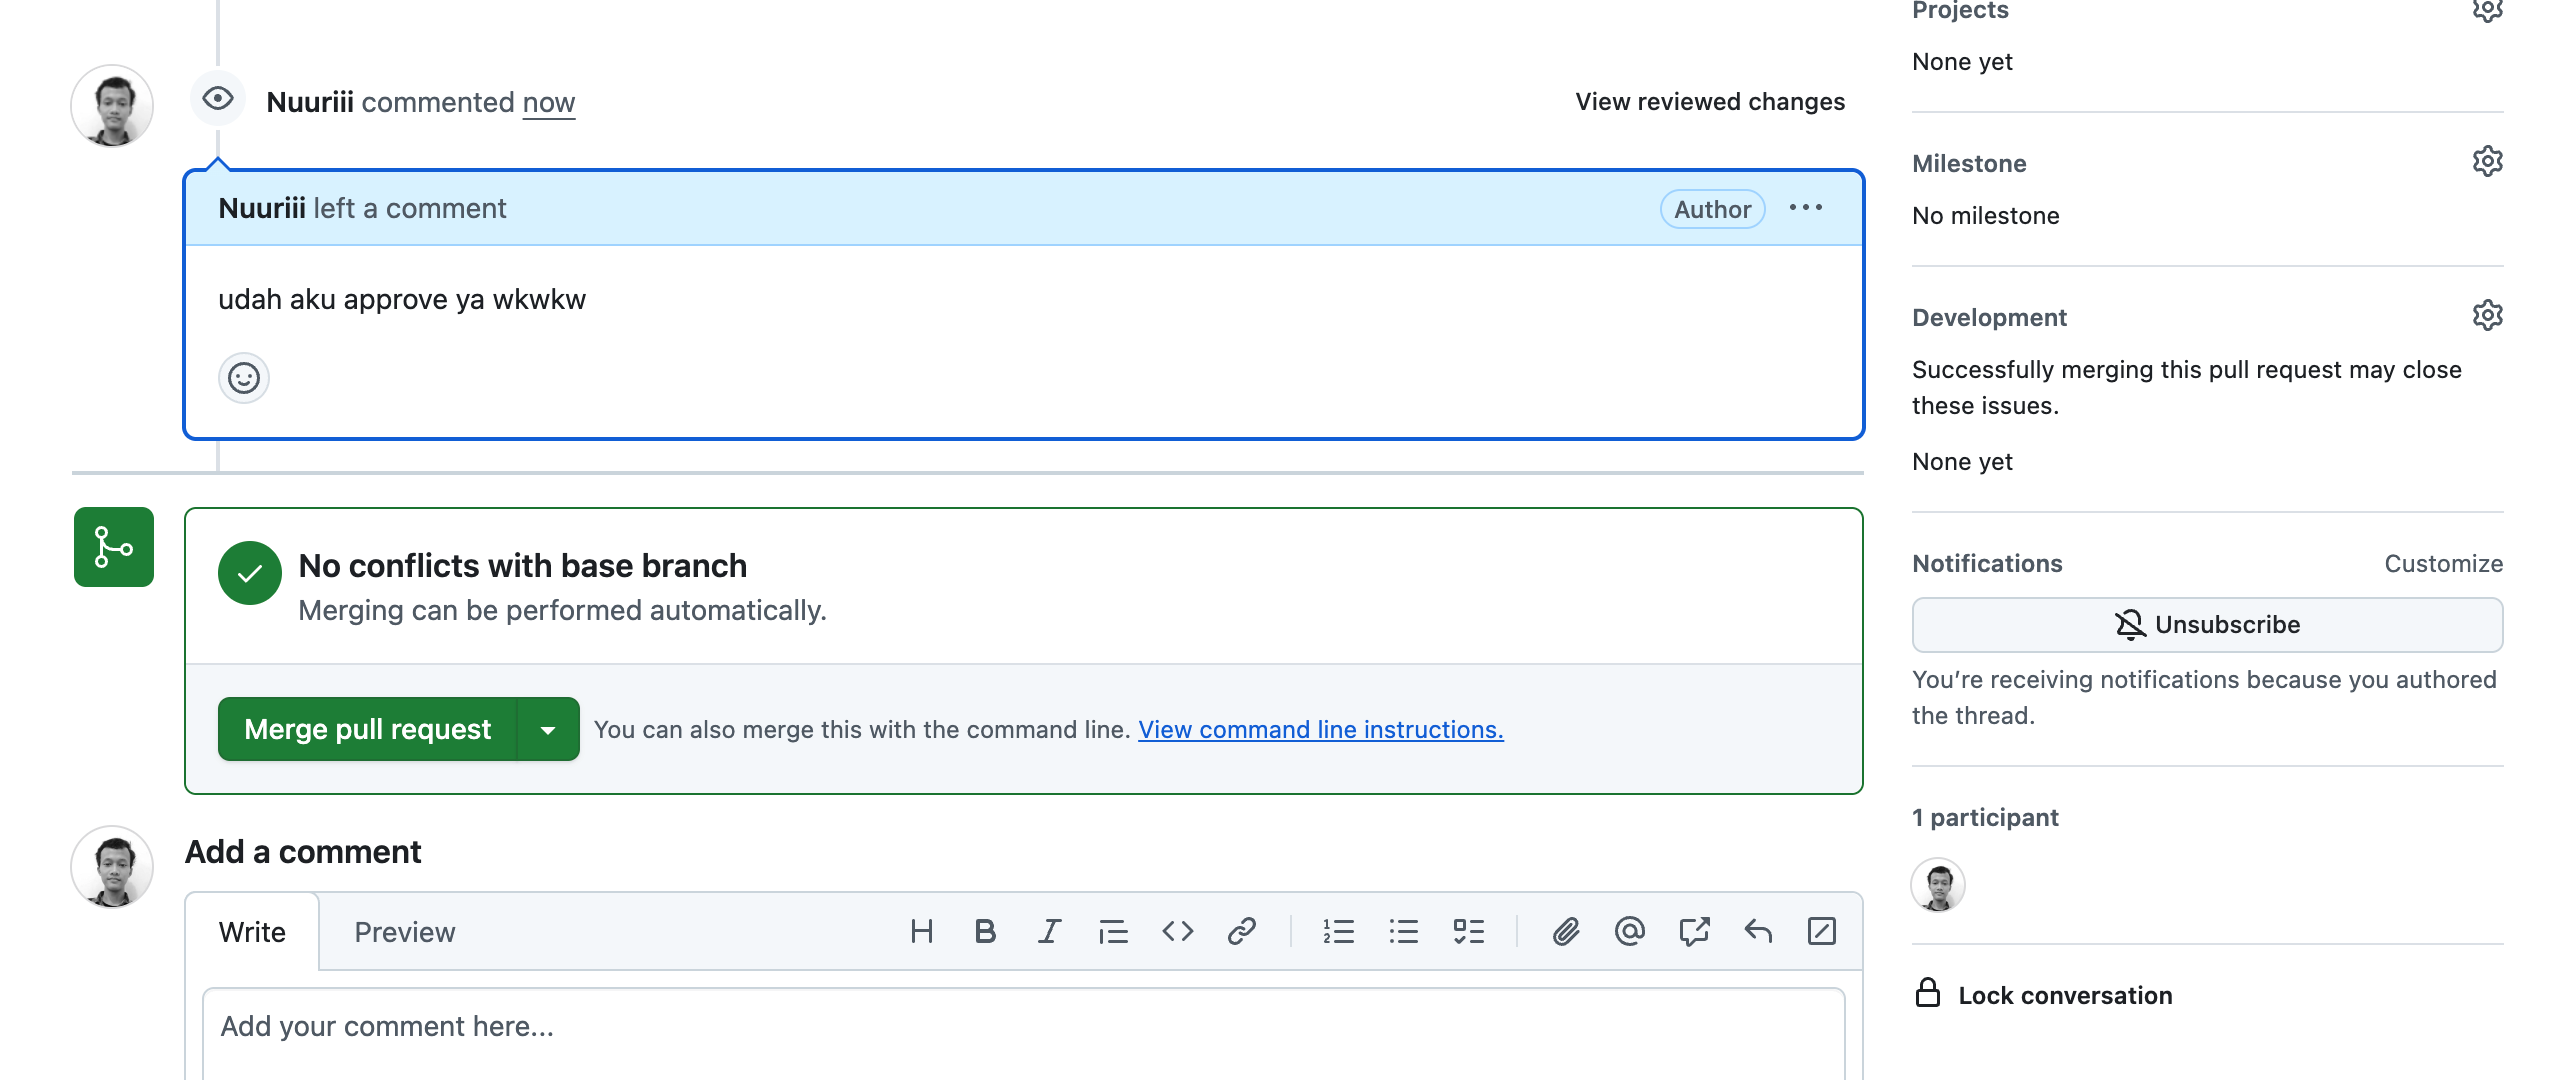 Nuuriii commented now
View reviewed changes
Nuuriii left a comment
Author
udah aku approve ya wkwkw
No conflicts with base branch
Merging can be performed automatically.
Merge pull request
You can also merge this with the command line. View command line instructions.
Add a comment
Write
Preview
Add your comment here...
Projects
None yet
Milestone
No milestone
Development
Successfully merging this pull request may close
these issues.
None yet
Notifications
Customize
Unsubscribe
You’re receiving notifications because you authored
the thread.
1 participant
Lock conversation